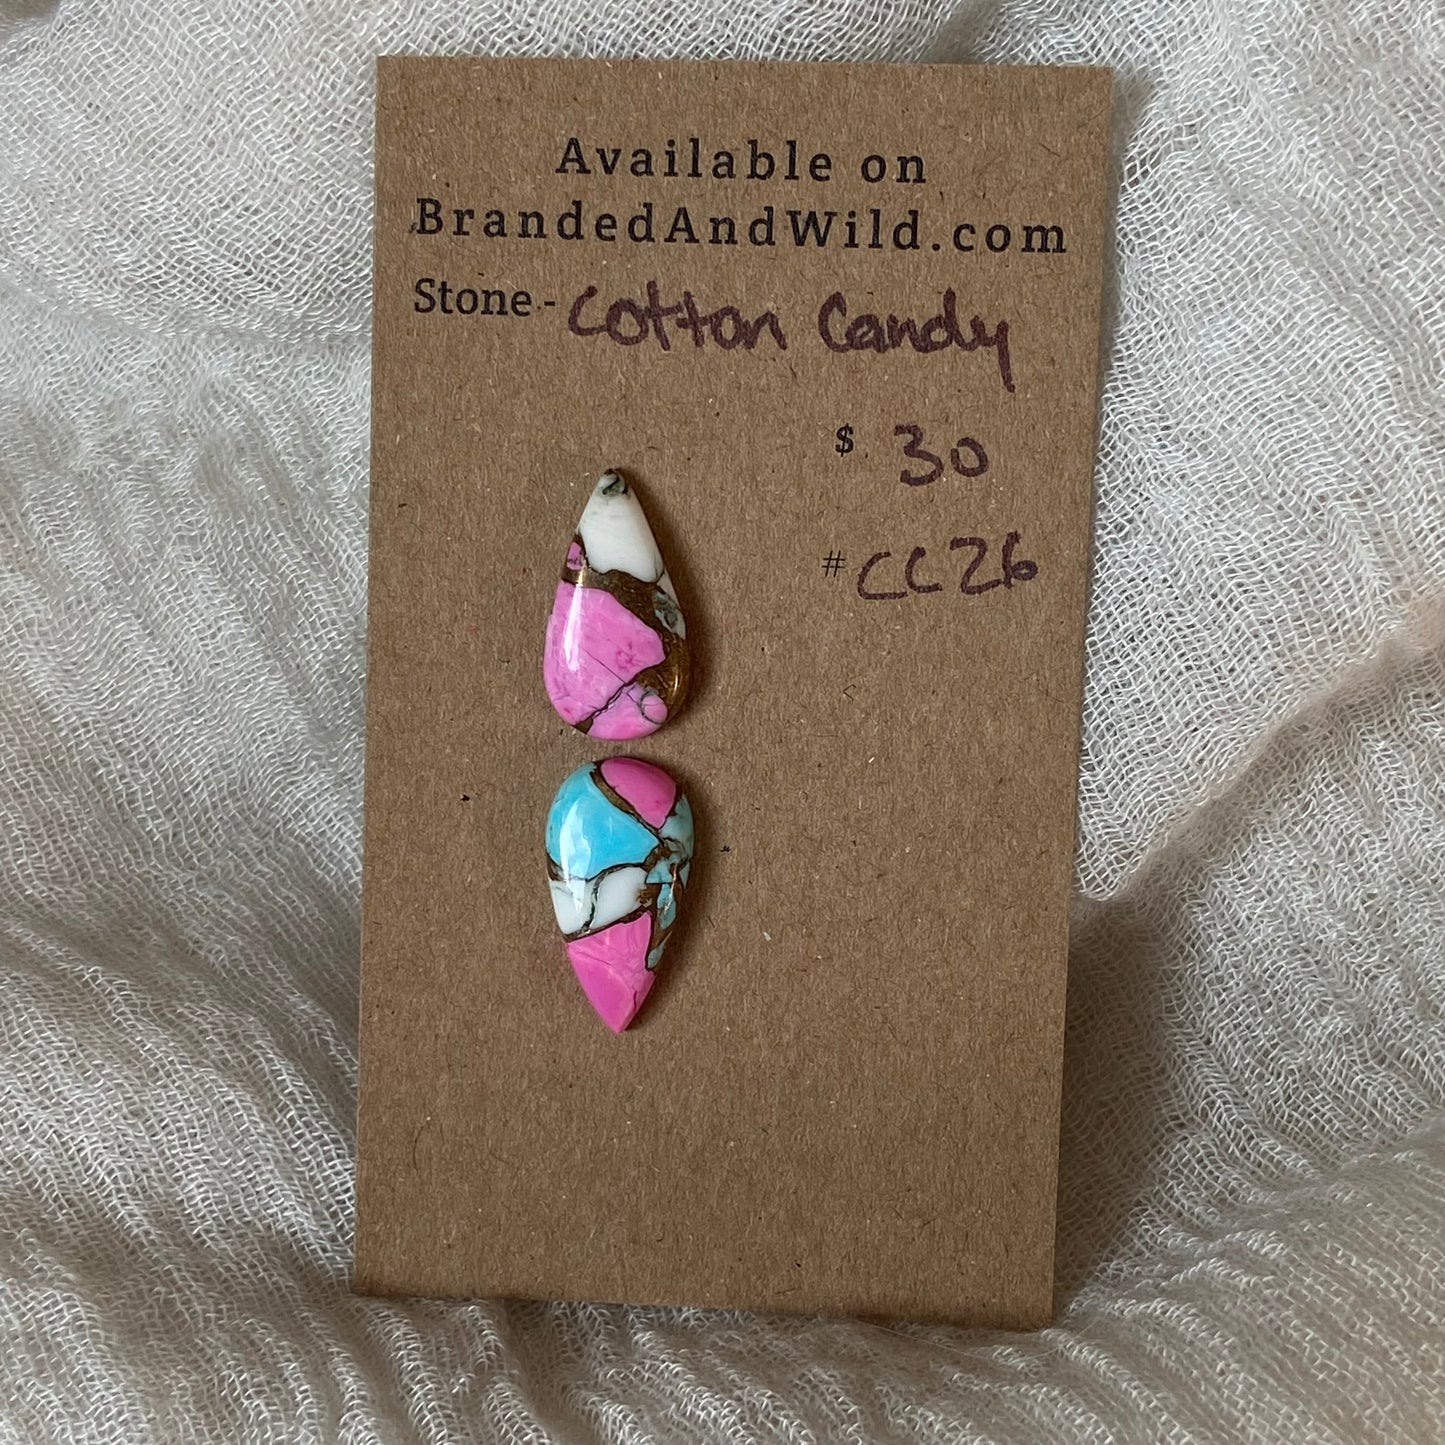 Available on
BrandedAndWild.com
Stone - Cotton Candy
$ 30
# CC26